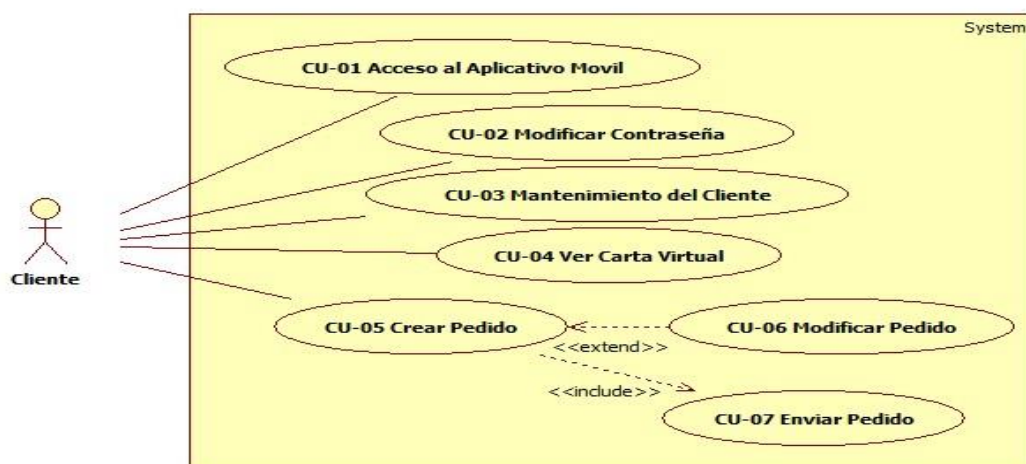 System
CU-01 Acceso al Aplicativo Movil
CU-02 Modificar Contraseña
CU-03 Mantenimiento del Cliente
CU-04 Ver Carta Virtual
Cliente
CU-05 Crear Pedido
CU-06 Modificar Pedido
<<extend>>
<<include>>
CU-07 Enviar Pedido